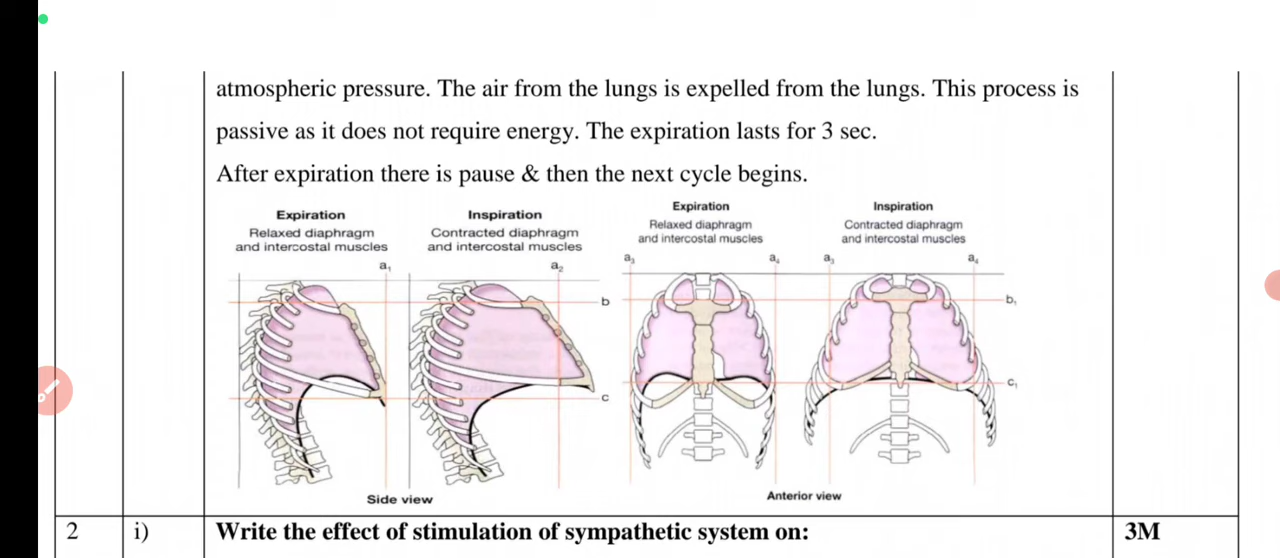 atmospheric pressure. The air from the lungs is expelled from the lungs. This process is
passive as it does not require energy. The expiration lasts for 3 sec.
After expiration there is pause & then the next cycle begins.
Expiration
Relaxed diaphragm
and intercostal muscles
Inspiration
Contracted diaphragm
and intercostal muscles
Expiration
Relaxed diaphragm
and intercostal muscles
Inspiration
Contracted diaphragm
and intercostal muscles
a₁
a₂
a₃
a₄
a₃
a₄
b
b₁
c
c₁
Side view
Anterior view
2 i) Write the effect of stimulation of sympathetic system on: 3M